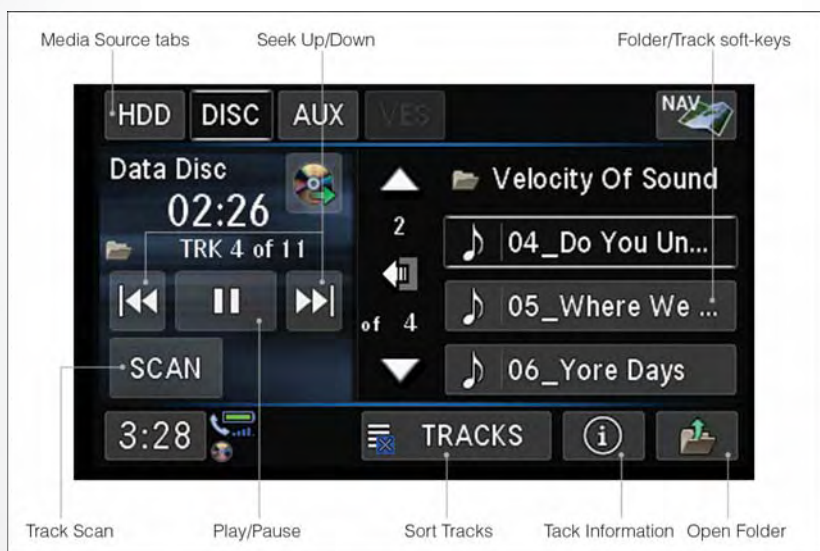 Media Source tabs
Seek Up/Down
Folder/Track soft-keys
HDD
DISC
AUX
VES
NAV
Data Disc
02:26
TRK 4 of 11
SCAN
2
of 4
Velocity Of Sound
04_Do You Un...
05_Where We ...
06_Yore Days
3:28
TRACKS
i
Track Scan
Play/Pause
Sort Tracks
Tack Information
Open Folder